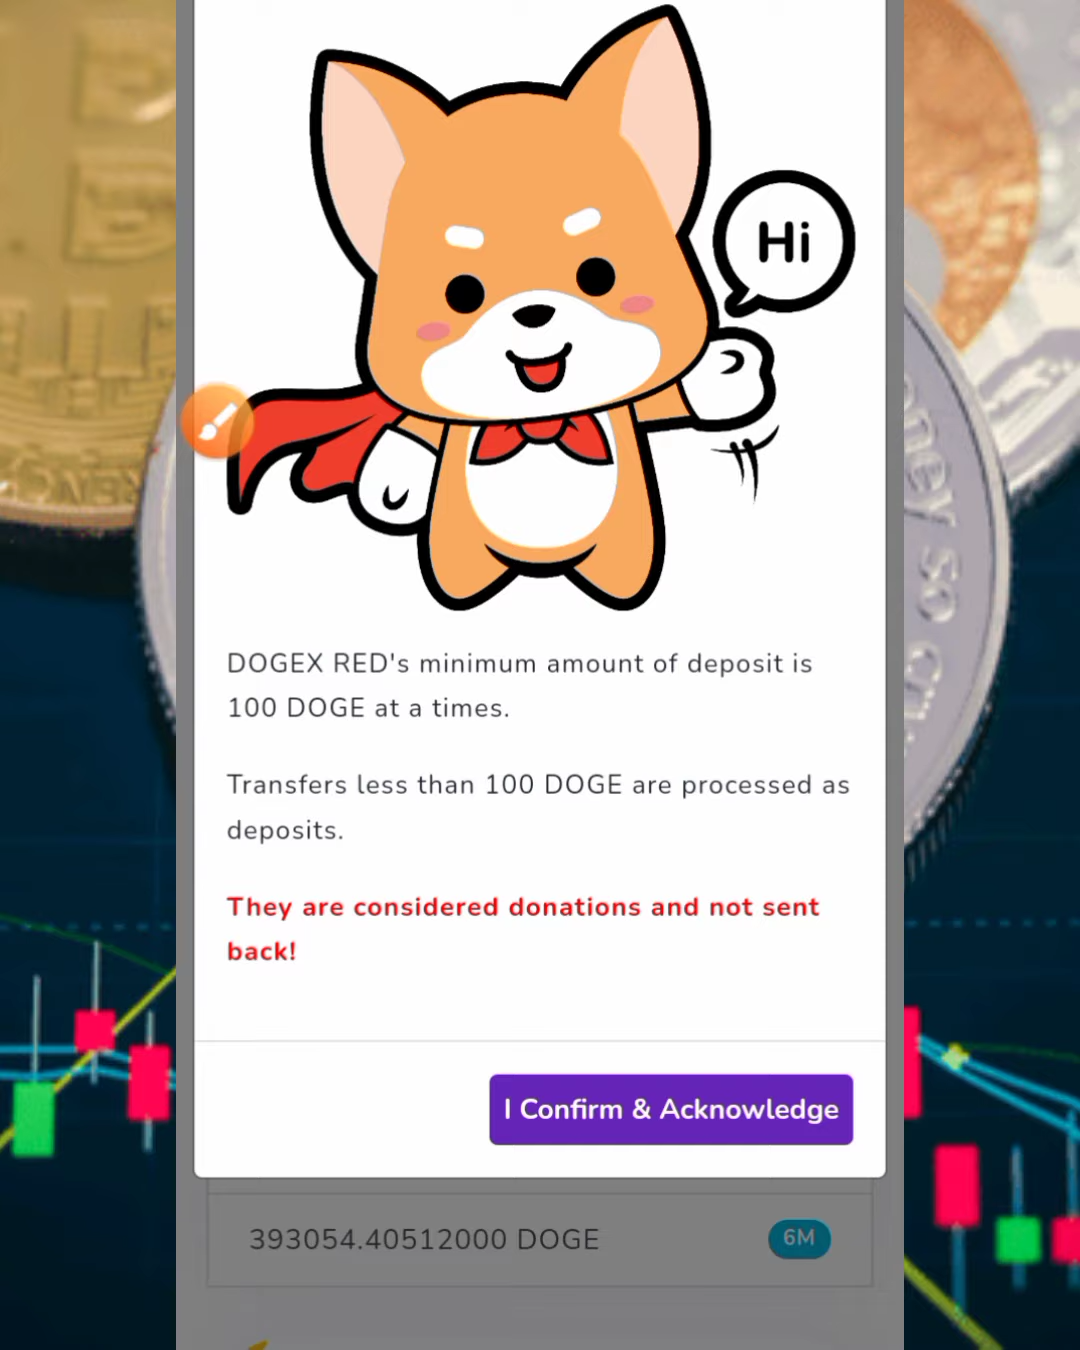 Hi
DOGEX RED's minimum amount of deposit is
100 DOGE at a times.
Transfers less than 100 DOGE are processed as
deposits.
They are considered donations and not sent
back!
I Confirm & Acknowledge
393054.40512000 DOGE
6M